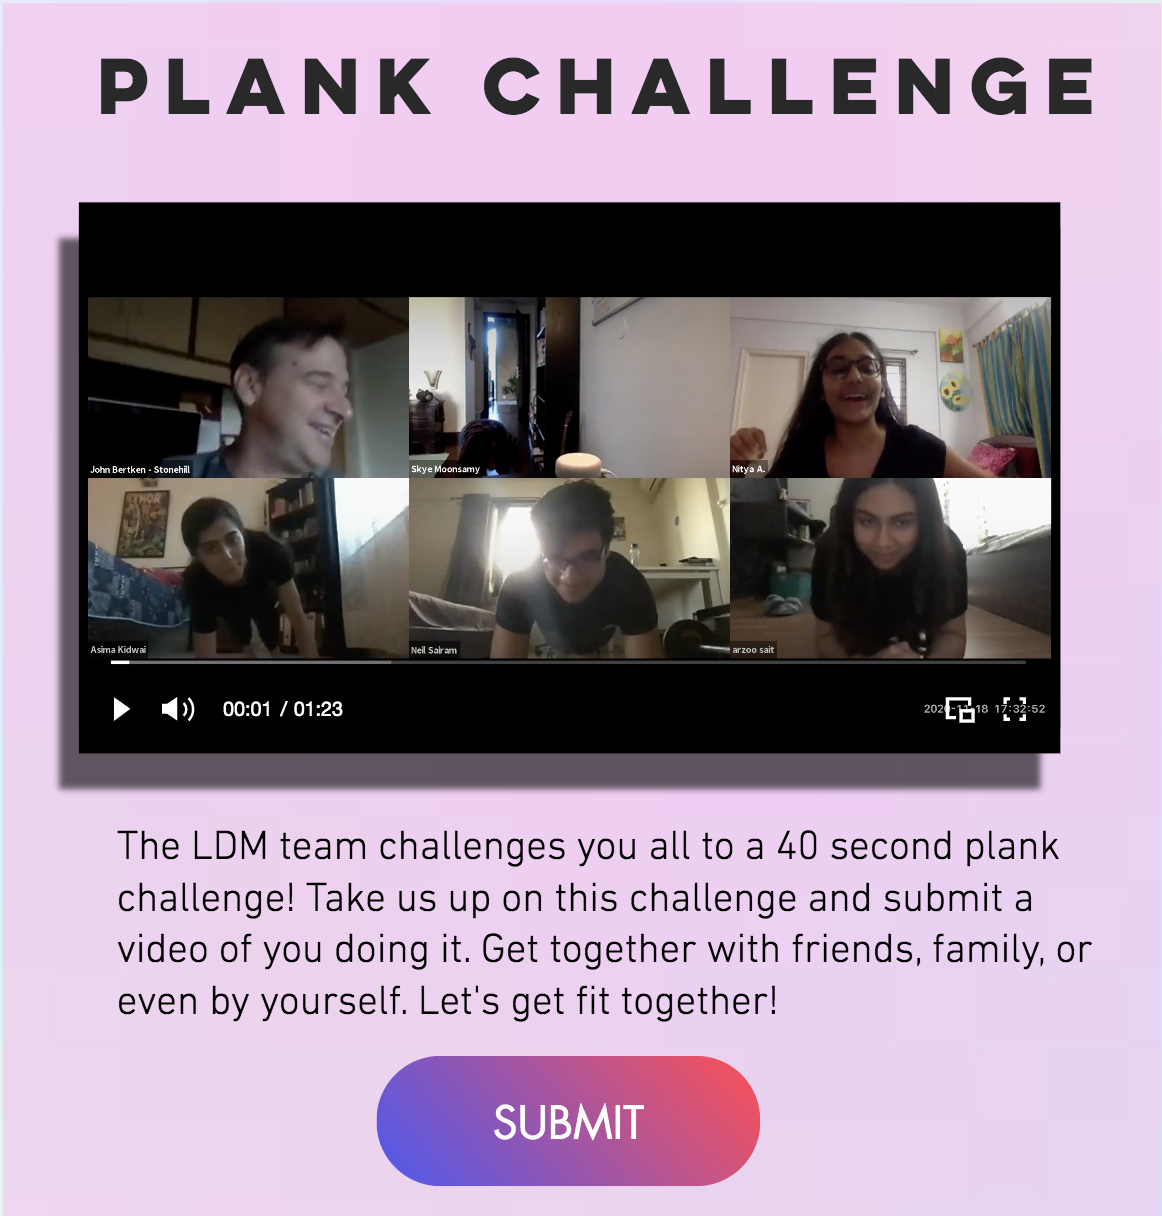 PLANK CHALLENGE
John Bertken - Stonehill
Skye Moonsamy
Nitya A.
THOR
Asima Kidwai
Neil Sairam
arzoo sait
00:01 / 01:23
2020-11-18 17:32:52
The LDM team challenges you all to a 40 second plank
challenge! Take us up on this challenge and submit a
video of you doing it. Get together with friends, family, or
even by yourself. Let's get fit together!
SUBMIT